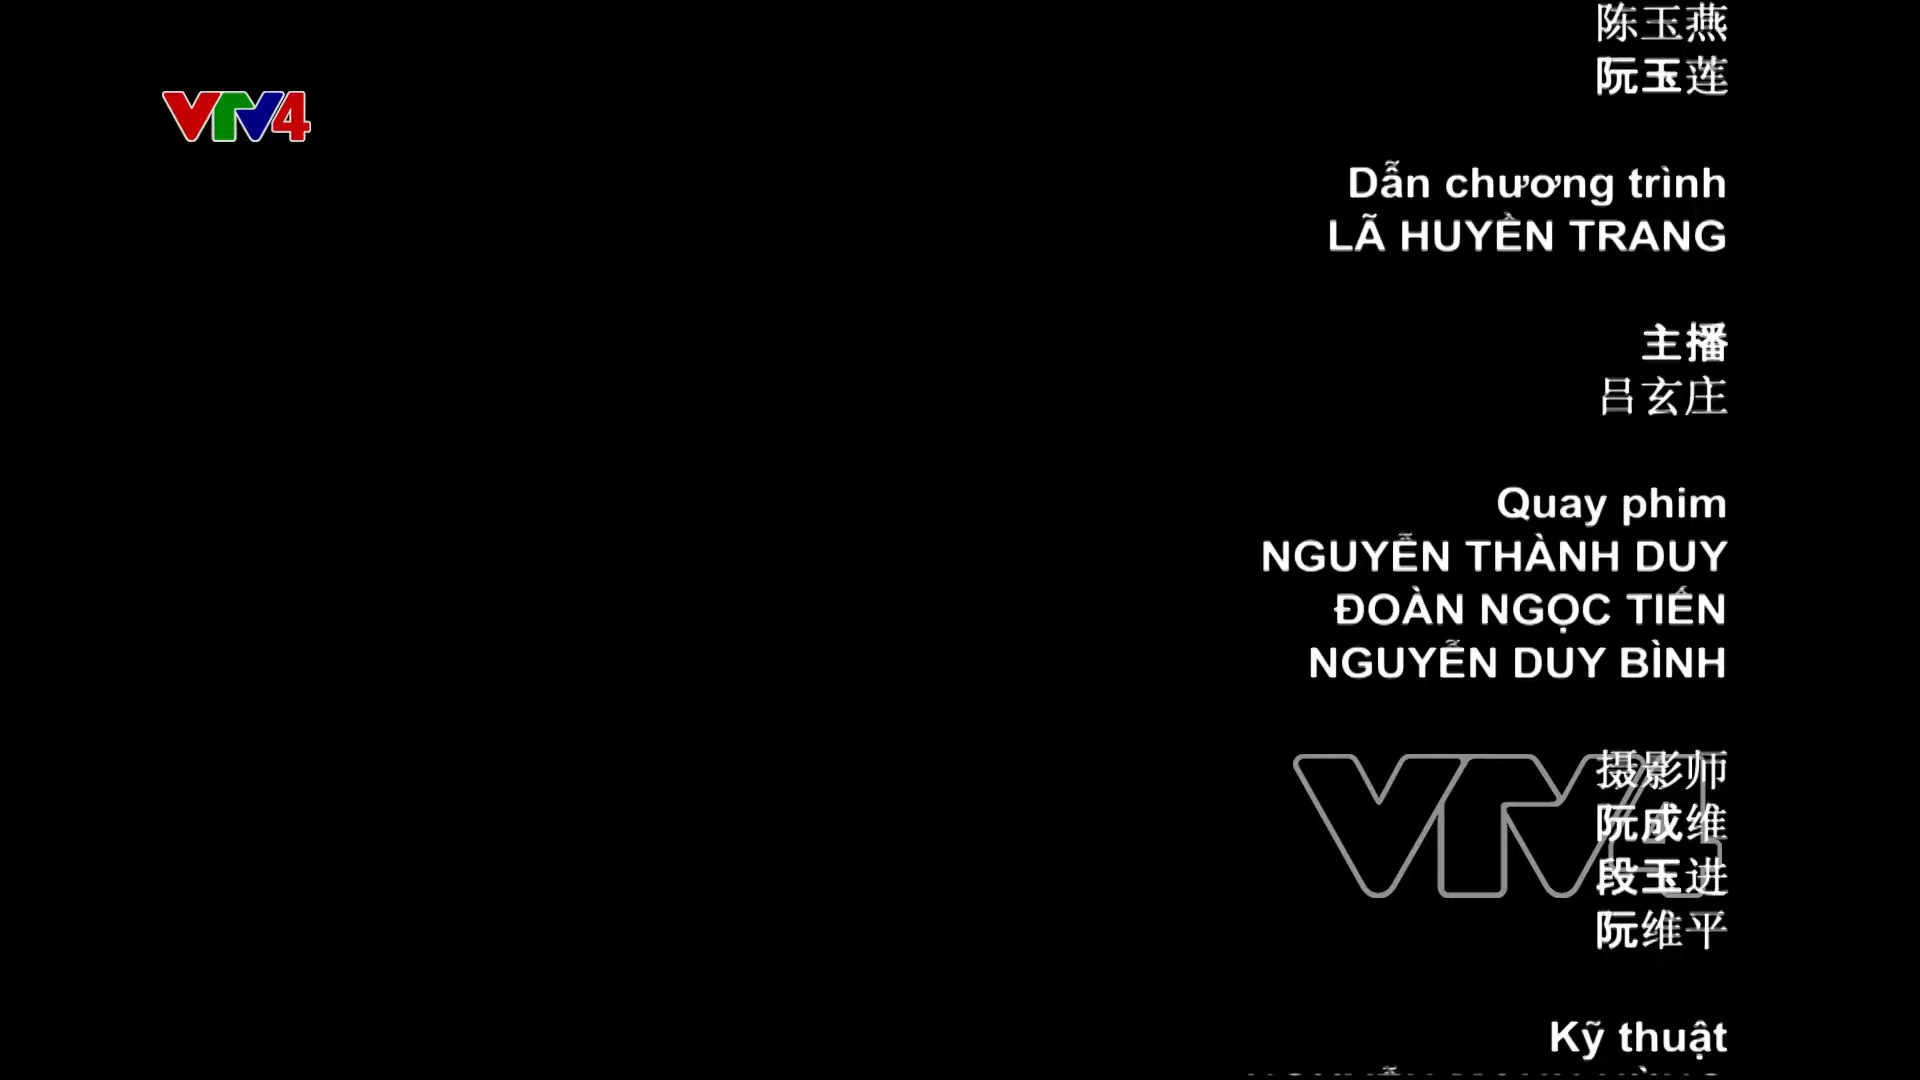 陈玉燕
阮玉莲
VTV4
Dẫn chương trình
LÃ HUYỀN TRANG
主播
吕玄庄
Quay phim
NGUYỄN THÀNH DUY
ĐOÀN NGỌC TIẾN
NGUYỄN DUY BÌNH
VTV4
摄影师
阮成维
段玉进
阮维平
Kỹ thuật